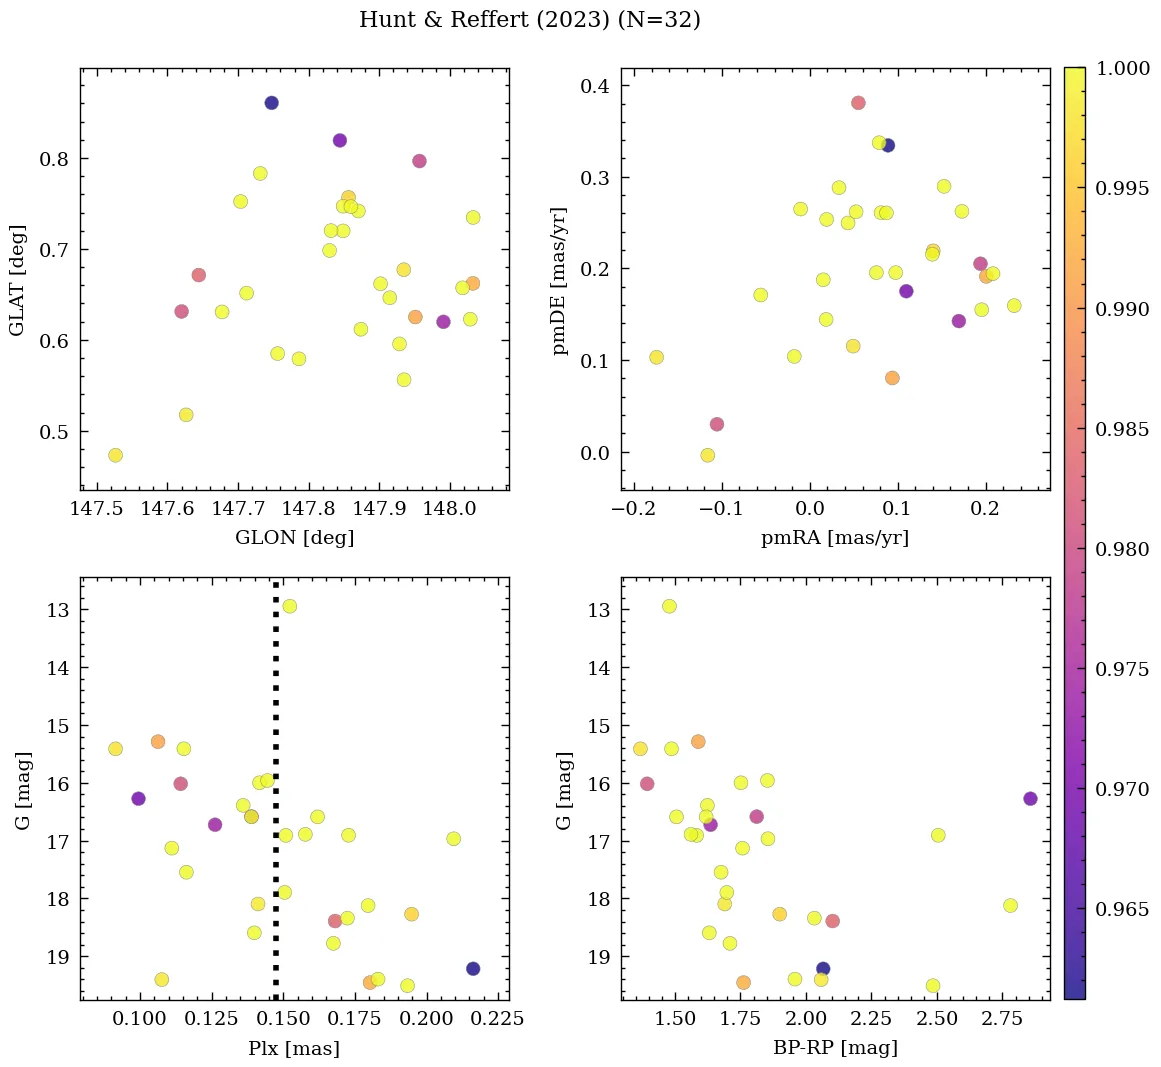 Hunt & Reffert (2023) (N=32)
0.8
0.7
0.6
0.5
GLAT [deg]
147.5 147.6 147.7 147.8 147.9 148.0
GLON [deg]
0.4
0.3
0.2
0.1
0.0
pmDE [mas/yr]
−0.2 −0.1 0.0 0.1 0.2
pmRA [mas/yr]
13
14
15
16
17
18
19
G [mag]
0.100 0.125 0.150 0.175 0.200 0.225
Plx [mas]
13
14
15
16
17
18
19
G [mag]
1.50 1.75 2.00 2.25 2.50 2.75
BP-RP [mag]
1.000
0.995
0.990
0.985
0.980
0.975
0.970
0.965